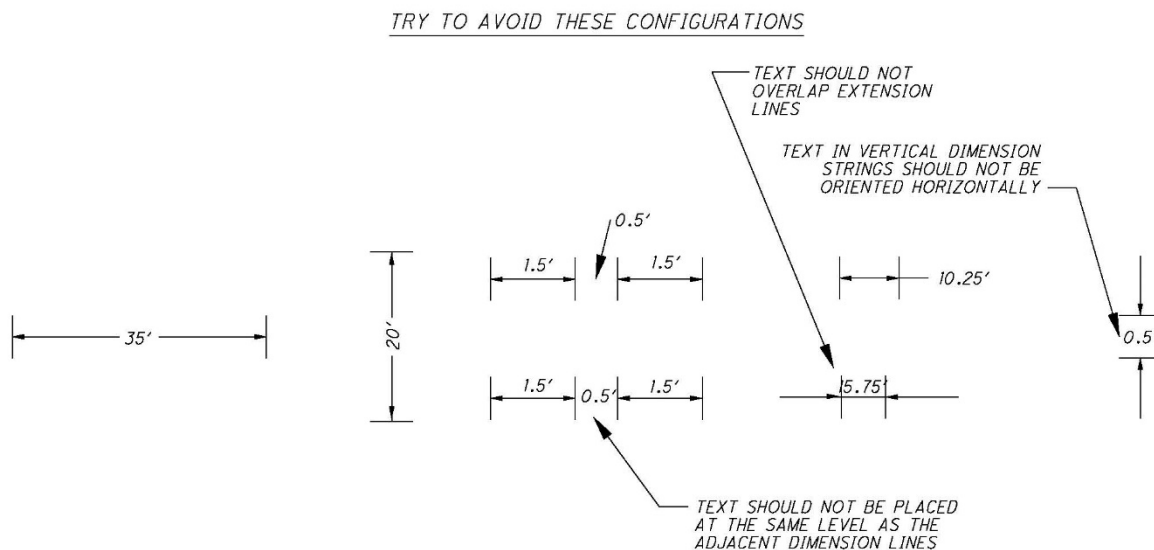 TRY TO AVOID THESE CONFIGURATIONS
TEXT SHOULD NOT
OVERLAP EXTENSION
LINES
TEXT IN VERTICAL DIMENSION
STRINGS SHOULD NOT BE
ORIENTED HORIZONTALLY
0.5'
1.5'
1.5'
10.25'
35'
20'
0.5'
1.5'
0.5'
1.5'
15.75'
TEXT SHOULD NOT BE PLACED
AT THE SAME LEVEL AS THE
ADJACENT DIMENSION LINES